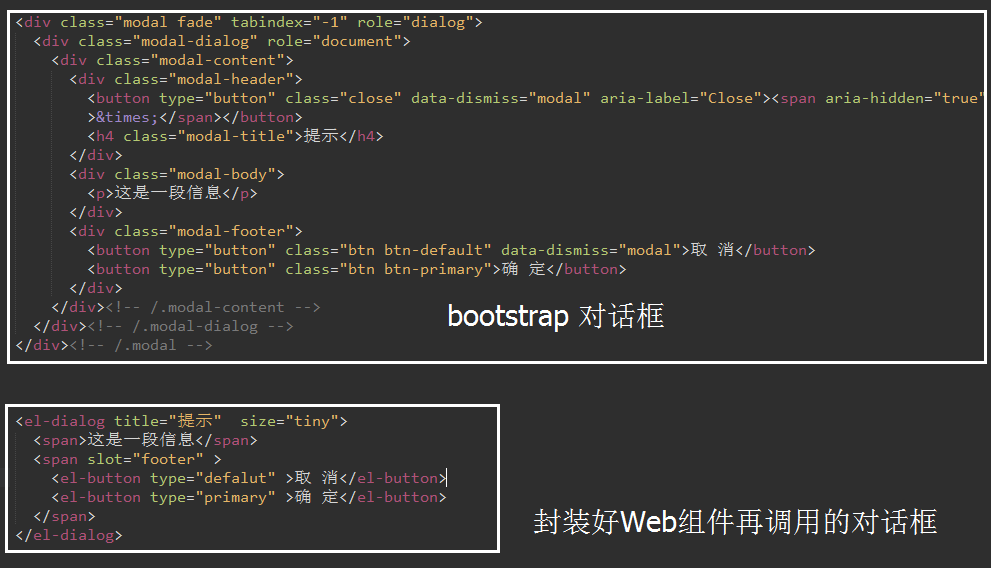 <div class="modal fade" tabindex="-1" role="dialog">
<div class="modal-dialog" role="document">
<div class="modal-content">
<div class="modal-header">
<button type="button" class="close" data-dismiss="modal" aria-label="Close"><span aria-hidden="true"
>&times;</span></button>
<h4 class="modal-title">提示</h4>
</div>
<div class="modal-body">
<p>这是一段信息</p>
</div>
<div class="modal-footer">
<button type="button" class="btn btn-default" data-dismiss="modal">取 消</button>
<button type="button" class="btn btn-primary">确 定</button>
</div>
</div><!-- /.modal-content -->
</div><!-- /.modal-dialog -->
</div><!-- /.modal -->
bootstrap 对话框
<el-dialog title="提示"  size="tiny">
<span>这是一段信息</span>
<span slot="footer" >
<el-button type="defalut" >取 消</el-button>
<el-button type="primary" >确 定</el-button>
</span>
</el-dialog>
封装好Web组件再调用的对话框